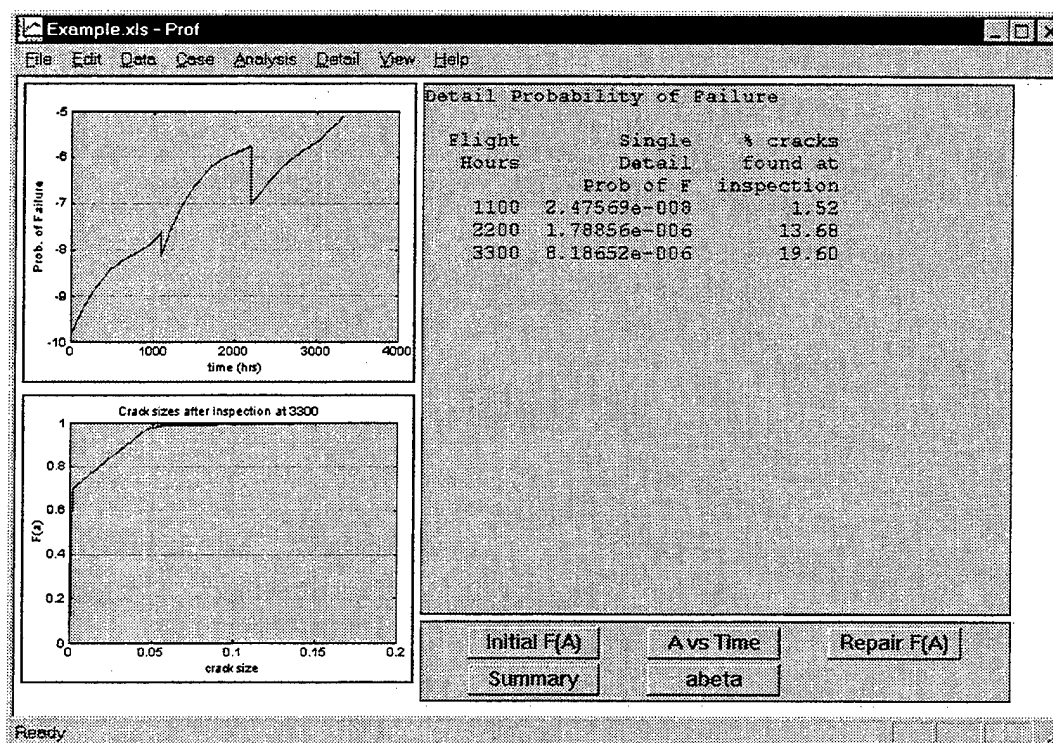 Example.xls - Prof
File Edit Data Case Analysis Detail View Help
-5
-6
-7
-8
-9
-10
Prob. of Failure
0 1000 2000 3000 4000
time (hrs)
Crack sizes after inspection at 3300
1
0.8
0.6
0.4
0.2
0
F(a)
0 0.05 0.1 0.15 0.2
crack size
Detail Probability of Failure
Flight Single % cracks
Hours Detail found at
Prob of F inspection
1100 2.47569e-008 1.52
2200 1.78856e-006 13.68
3300 8.18652e-006 19.60
Initial F(A) A vs Time Repair F(A)
Summary abeta
Ready